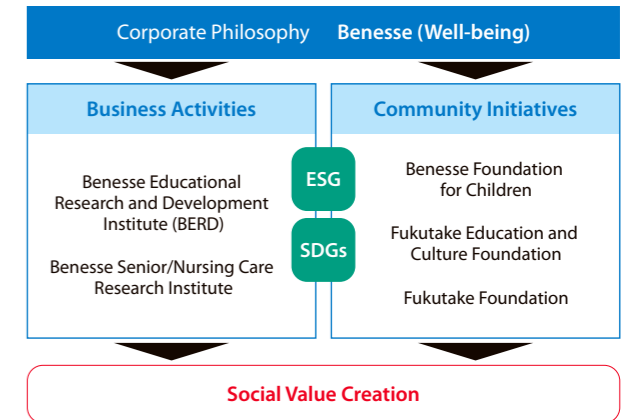 Corporate Philosophy Benesse (Well-being)
Business Activities
Benesse Educational
Research and Development
Institute (BERD)
Benesse Senior/Nursing Care
Research Institute
ESG
SDGs
Community Initiatives
Benesse Foundation
for Children
Fukutake Education and
Culture Foundation
Fukutake Foundation
Social Value Creation